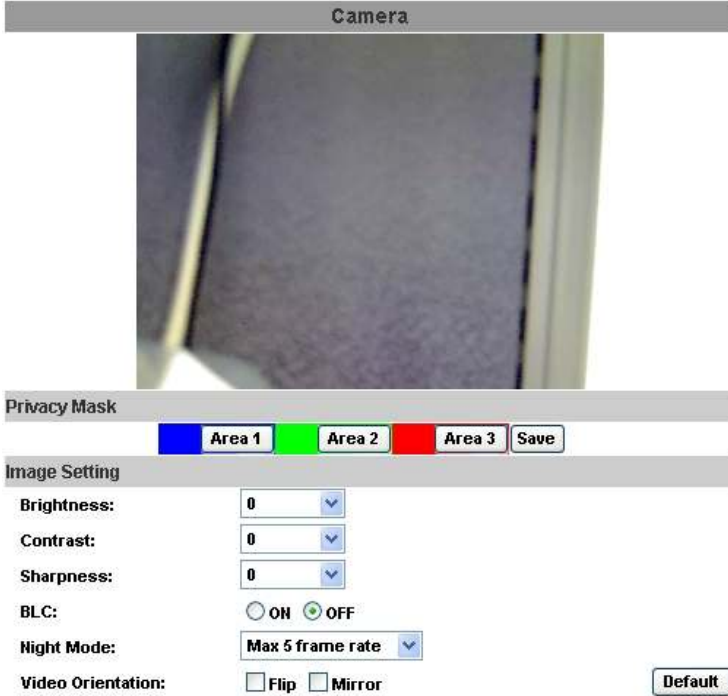 Camera
Privacy Mask
Area 1 Area 2 Area 3 Save
Image Setting
Brightness: 0
Contrast: 0
Sharpness: 0
BLC: ON OFF
Night Mode: Max 5 frame rate
Video Orientation: Flip Mirror Default